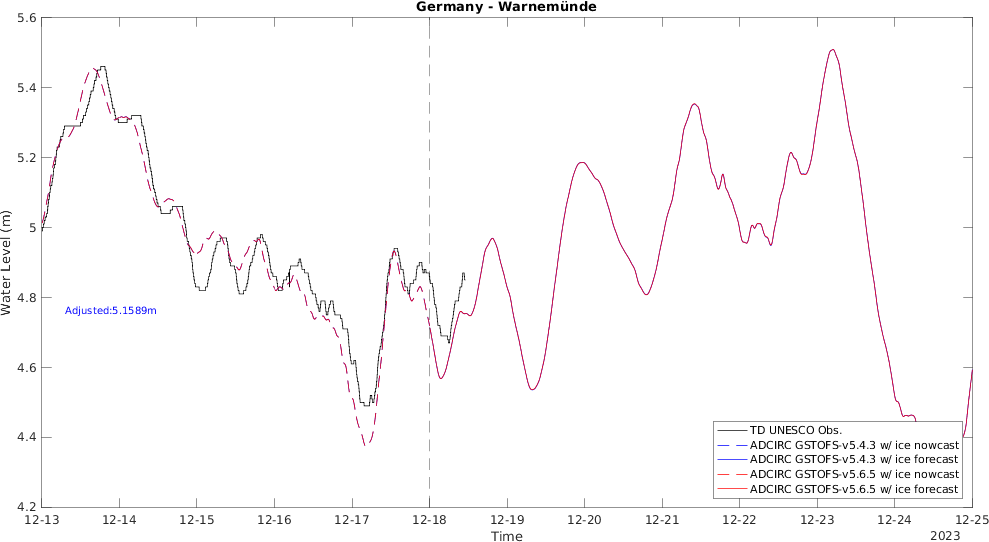 Germany - Warnemünde
5.6
5.4
5.2
5
4.8
4.6
4.4
4.2
Water Level (m)
Adjusted:5.1589m
TD UNESCO Obs.
ADCIRC GSTOFS-v5.4.3 w/ ice nowcast
ADCIRC GSTOFS-v5.4.3 w/ ice forecast
ADCIRC GSTOFS-v5.6.5 w/ ice nowcast
ADCIRC GSTOFS-v5.6.5 w/ ice forecast
12-13 12-14 12-15 12-16 12-17 12-18 12-19 12-20 12-21 12-22 12-23 12-24 12-25
Time
2023